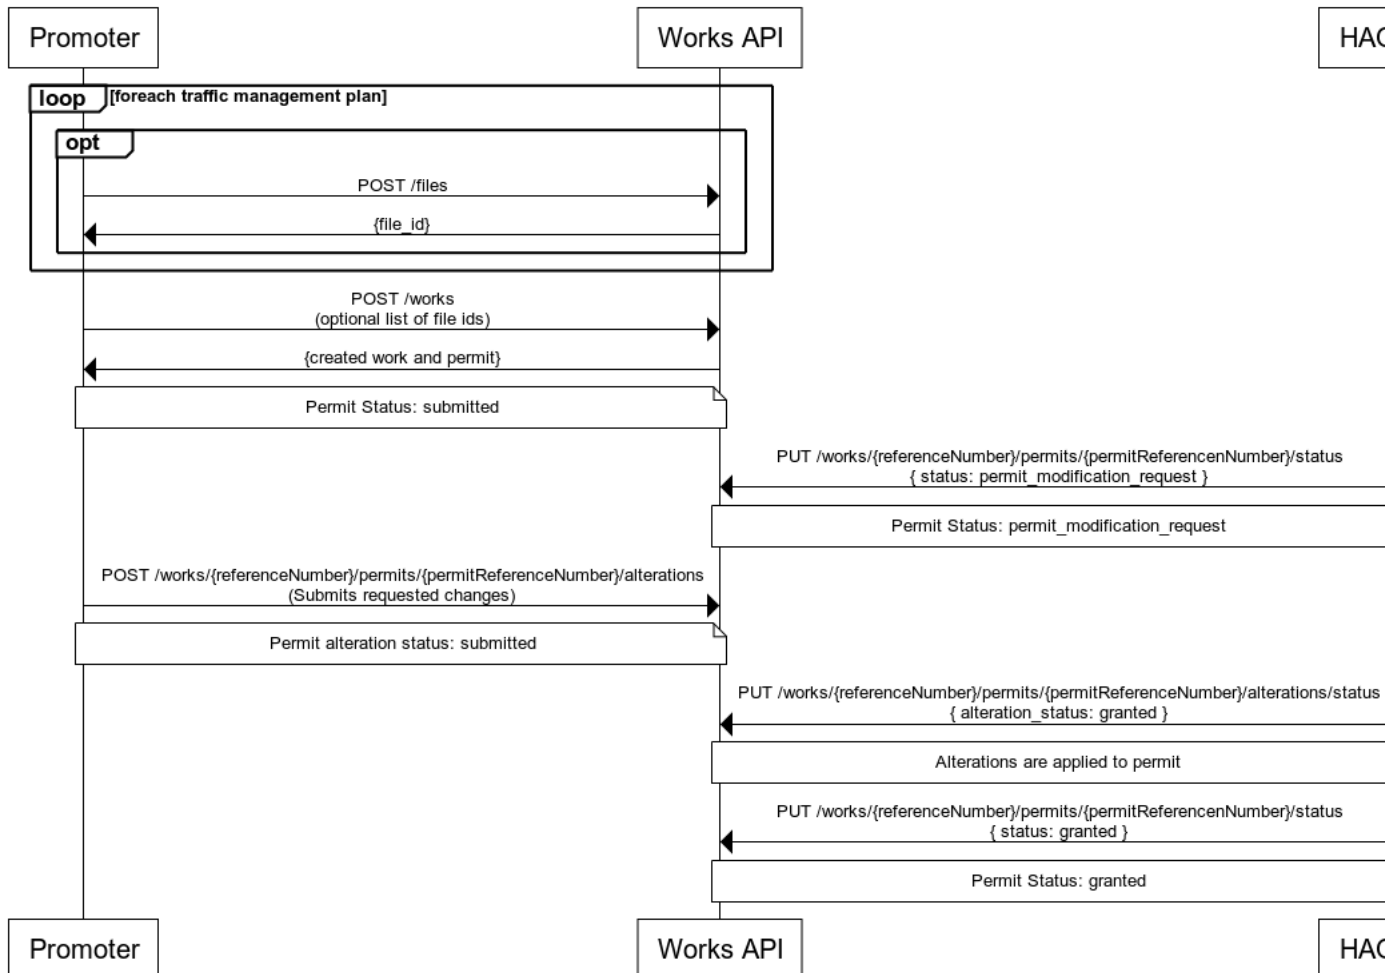 Promoter
Works API
HAC
loop [foreach traffic management plan]
opt
POST /files
{file_id}
POST /works
(optional list of file ids)
{created work and permit}
Permit Status: submitted
PUT /works/{referenceNumber}/permits/{permitReferencenNumber}/status
{ status: permit_modification_request }
Permit Status: permit_modification_request
POST /works/{referenceNumber}/permits/{permitReferenceNumber}/alterations
(Submits requested changes)
Permit alteration status: submitted
PUT /works/{referenceNumber}/permits/{permitReferenceNumber}/alterations/status
{ alteration_status: granted }
Alterations are applied to permit
PUT /works/{referenceNumber}/permits/{permitReferencenNumber}/status
{ status: granted }
Permit Status: granted
Promoter
Works API
HAC